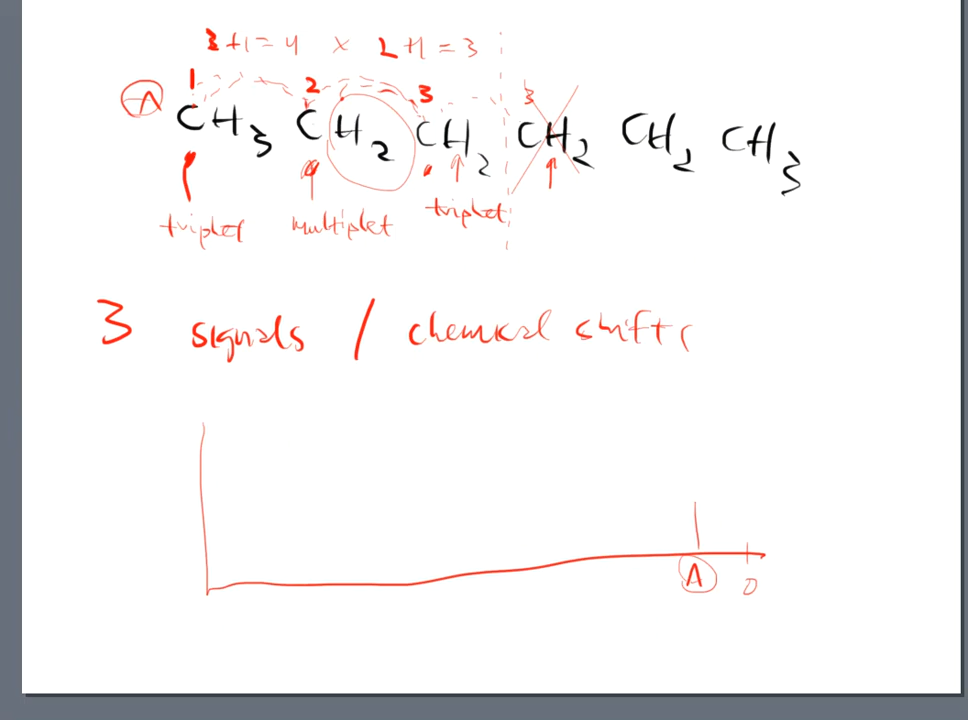 3+1=4 x 2+1=3
1 2 3 3
A CH3 CH2 CH2 CH2 CH2 CH3
triplet multiplet triplet
3 signals / chemical shifts
A 0